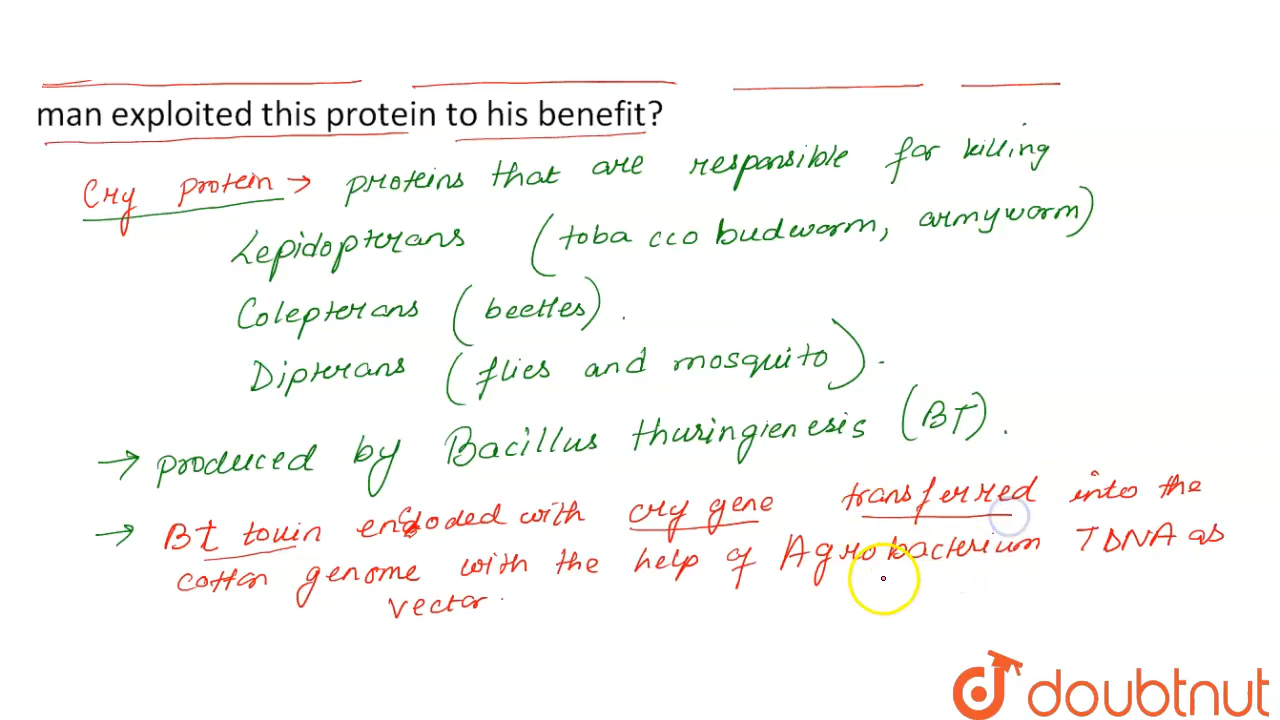 man exploited this protein to his benefit?
Cry protein → proteins that are responsible for killing
Lepidopterans (tobacco budworm, armyworm)
Colepterans (beetles).
Dipterans (flies and mosquito).
→ produced by Bacillus thuringienesis (BT).
→ Bt toxin encoded with cry gene transferred into the
cotton genome with the help of Agrobacterium TDNA as
vector.
doubtnut